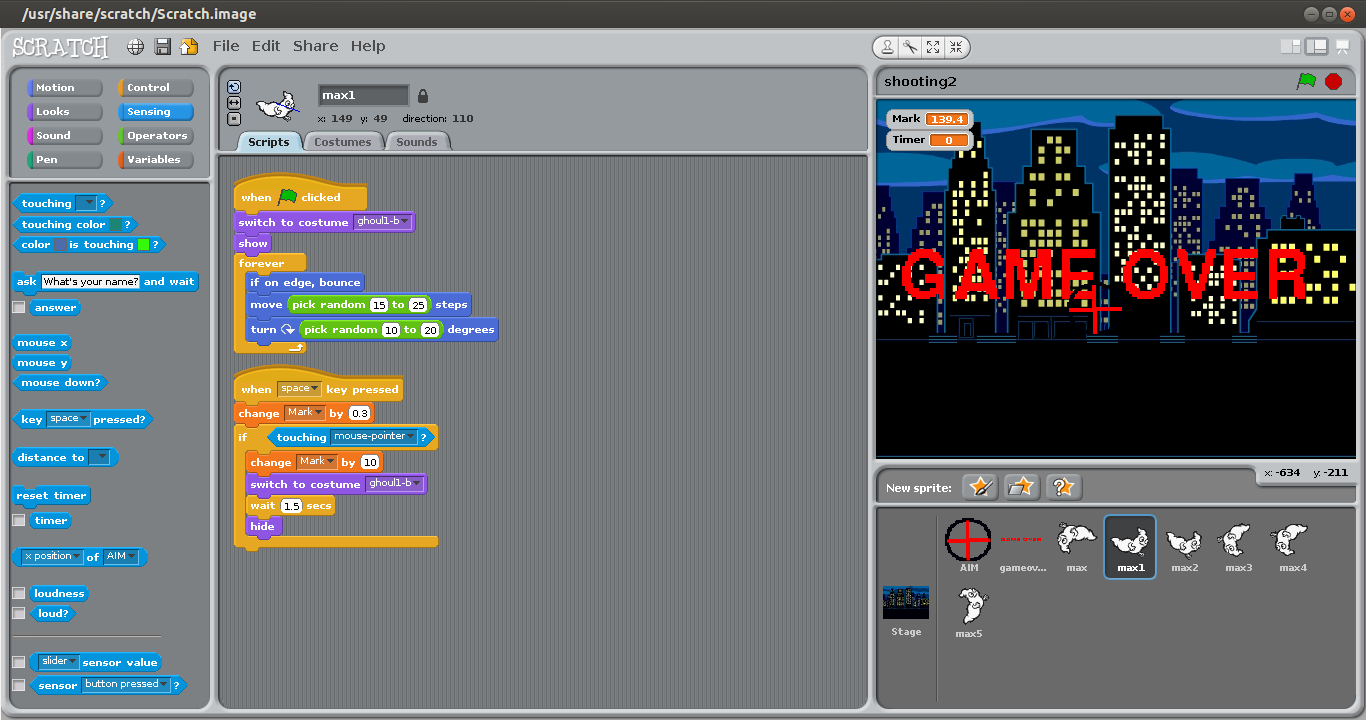 /usr/share/scratch/Scratch.image
SCRATCH File Edit Share Help
Motion Control
Looks Sensing
Sound Operators
Pen Variables
touching ?
touching color ?
color is touching ?
ask What's your name? and wait
answer
mouse x
mouse y
mouse down?
key space pressed?
distance to
reset timer
timer
x position of AIM
loudness
loud?
slider sensor value
sensor button pressed ?
max1
x: 149 y: 49 direction: 110
Scripts Costumes Sounds
when clicked
switch to costume ghoul1-b
show
forever
if on edge, bounce
move pick random 15 to 25 steps
turn pick random 10 to 20 degrees
when space key pressed
change Mark by 0.3
if touching mouse-pointer ?
change Mark by 10
switch to costume ghoul1-b
wait 1.5 secs
hide
shooting2
Mark 139.4
Timer 0
GAME OVER
x: -634 y: -211
New sprite:
AIM gameov... max max1 max2 max3 max4
Stage
max5